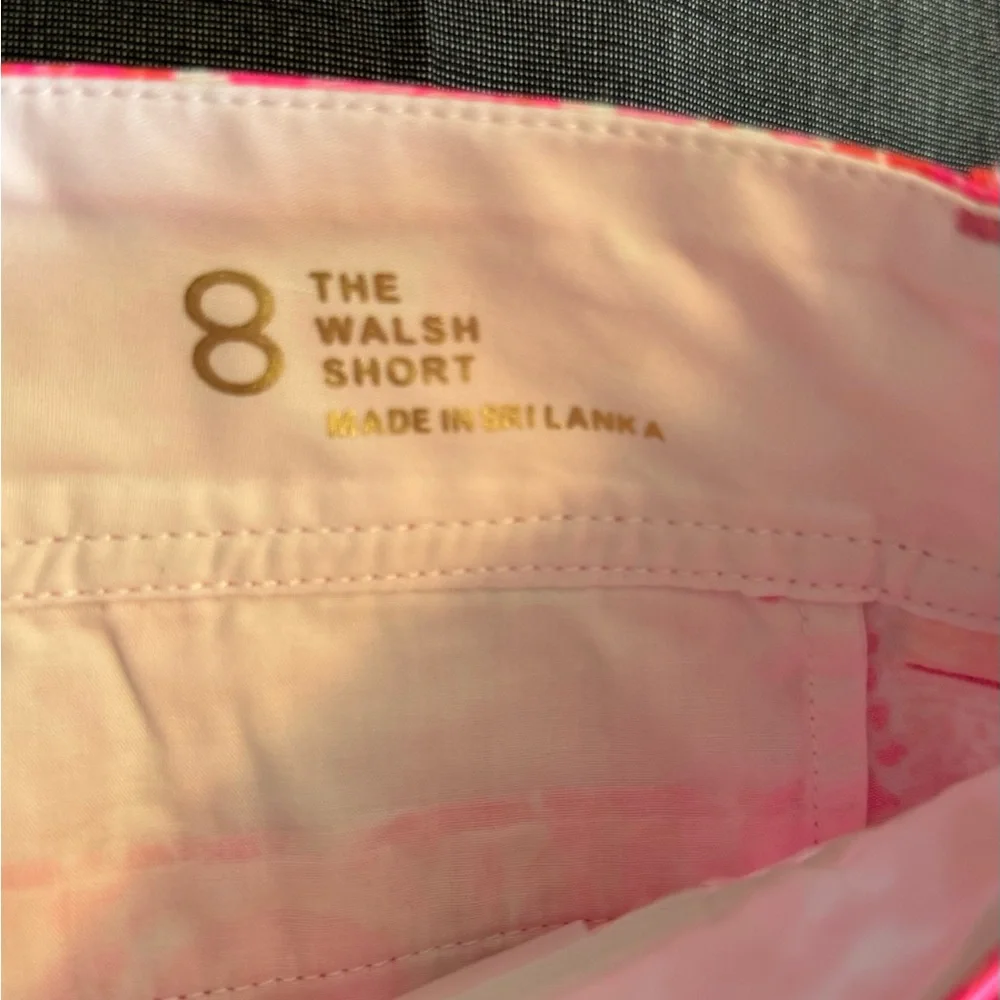 8
THE
WALSH
SHORT
MADE IN SRI LANKA